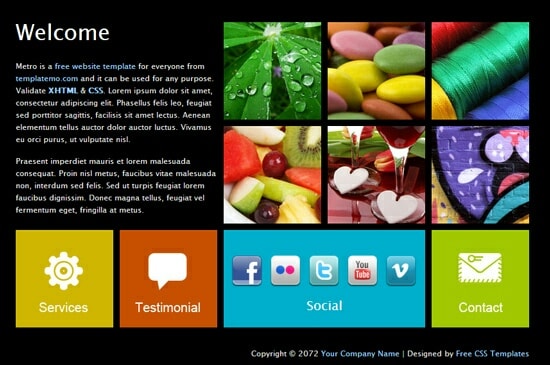 Welcome
Metro is a free website template for everyone from
templatemo.com and it can be used for any purpose.
Validate XHTML & CSS. Lorem ipsum dolor sit amet,
consectetur adipiscing elit. Phasellus felis leo, feugiat
sed porttitor sagittis, facilisis sit amet lectus. Aenean
elementum tellus auctor dolor auctor luctus. Vivamus
eu orci purus, ut vulputate nisl.
Praesent imperdiet mauris et lorem malesuada
consequat. Proin nisl metus, faucibus vitae malesuada
non, interdum sed felis. Sed ut turpis feugiat lorem
faucibus dignissim. Donec magna tellus, feugiat vel
fermentum eget, fringilla at metus.
f
t
You
Tube
v
Services
Testimonial
Social
Contact
Copyright © 2072 Your Company Name | Designed by Free CSS Templates